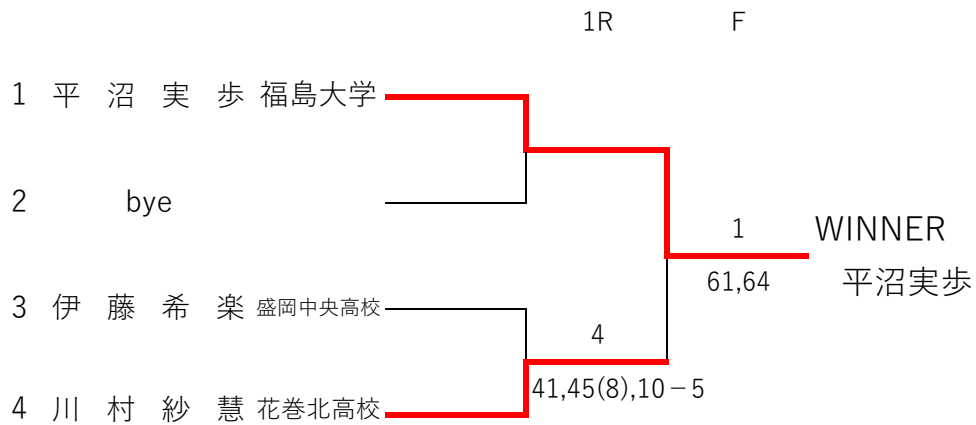 1R F
1 平 沼 実 歩 福島大学
2 bye
1 WINNER
61,64 平沼実歩
3 伊 藤 希 楽 盛岡中央高校
4
41,45(8),10－5
4 川 村 紗 慧 花巻北高校